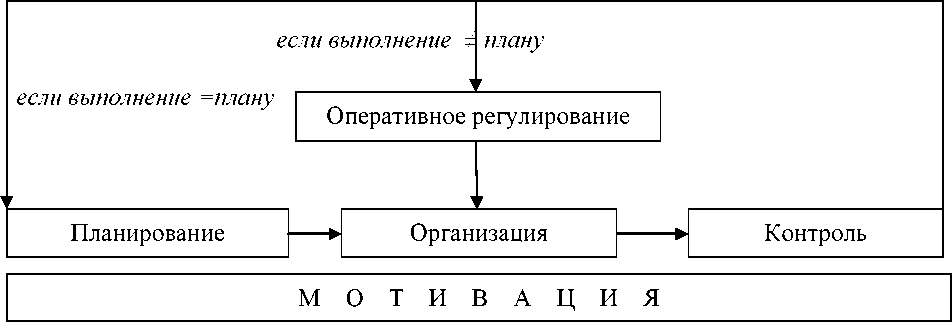 если выполнение ≠ плану
если выполнение =плану
Оперативное регулирование
Планирование
Организация
Контроль
М О Т И В А Ц И Я